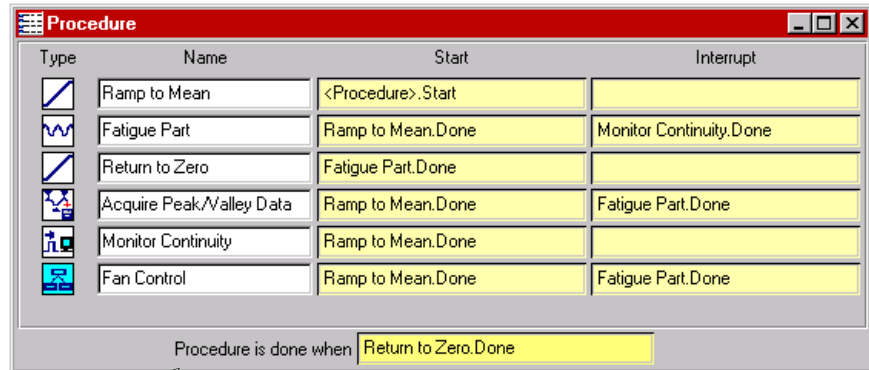 Procedure
Type Name Start Interrupt
Ramp to Mean <Procedure>.Start
Fatigue Part Ramp to Mean.Done Monitor Continuity.Done
Return to Zero Fatigue Part.Done
Acquire Peak/Valley Data Ramp to Mean.Done Fatigue Part.Done
Monitor Continuity Ramp to Mean.Done
Fan Control Ramp to Mean.Done Fatigue Part.Done
Procedure is done when Return to Zero.Done